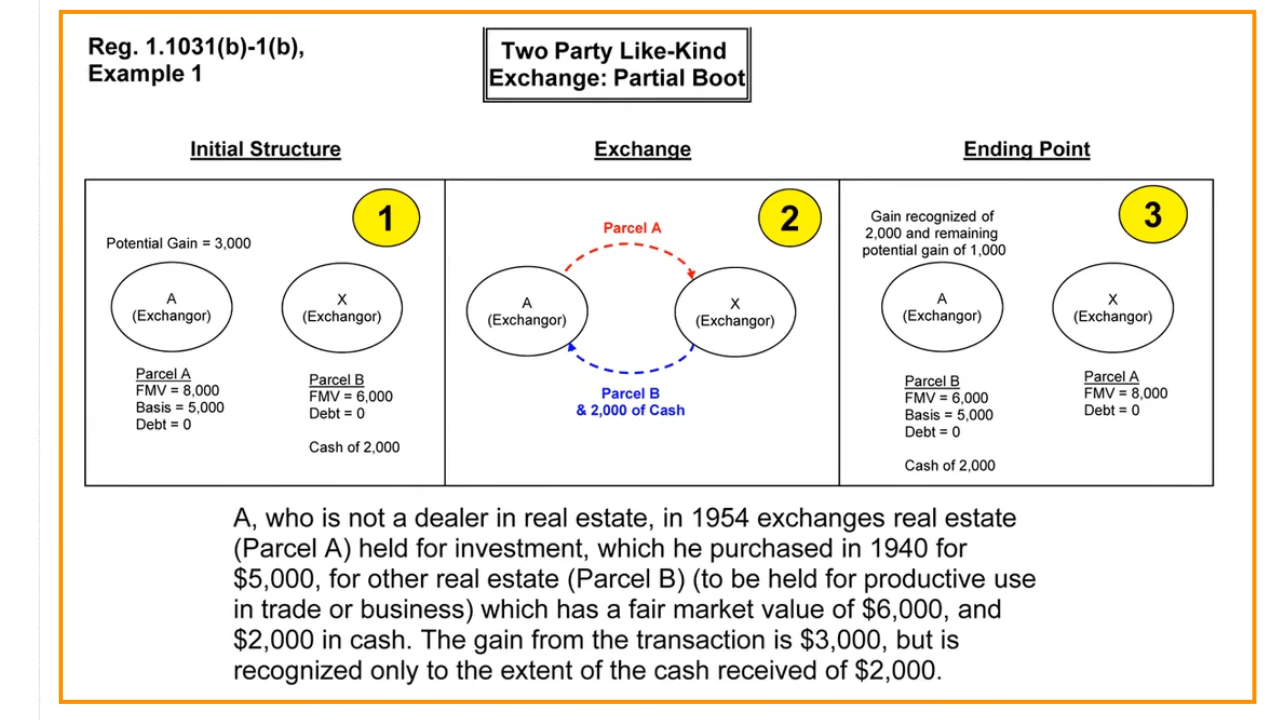 Reg. 1.1031(b)-1(b),
Example 1
Two Party Like-Kind
Exchange: Partial Boot
Initial Structure
Exchange
Ending Point
1
Potential Gain = 3,000
A
(Exchangor)
X
(Exchangor)
Parcel A
FMV = 8,000
Basis = 5,000
Debt = 0
Parcel B
FMV = 6,000
Debt = 0
Cash of 2,000
2
Parcel A
A
(Exchangor)
X
(Exchangor)
Parcel B
& 2,000 of Cash
3
Gain recognized of
2,000 and remaining
potential gain of 1,000
A
(Exchangor)
X
(Exchangor)
Parcel B
FMV = 6,000
Basis = 5,000
Debt = 0
Cash of 2,000
Parcel A
FMV = 8,000
Debt = 0
A, who is not a dealer in real estate, in 1954 exchanges real estate
(Parcel A) held for investment, which he purchased in 1940 for
$5,000, for other real estate (Parcel B) (to be held for productive use
in trade or business) which has a fair market value of $6,000, and
$2,000 in cash. The gain from the transaction is $3,000, but is
recognized only to the extent of the cash received of $2,000.